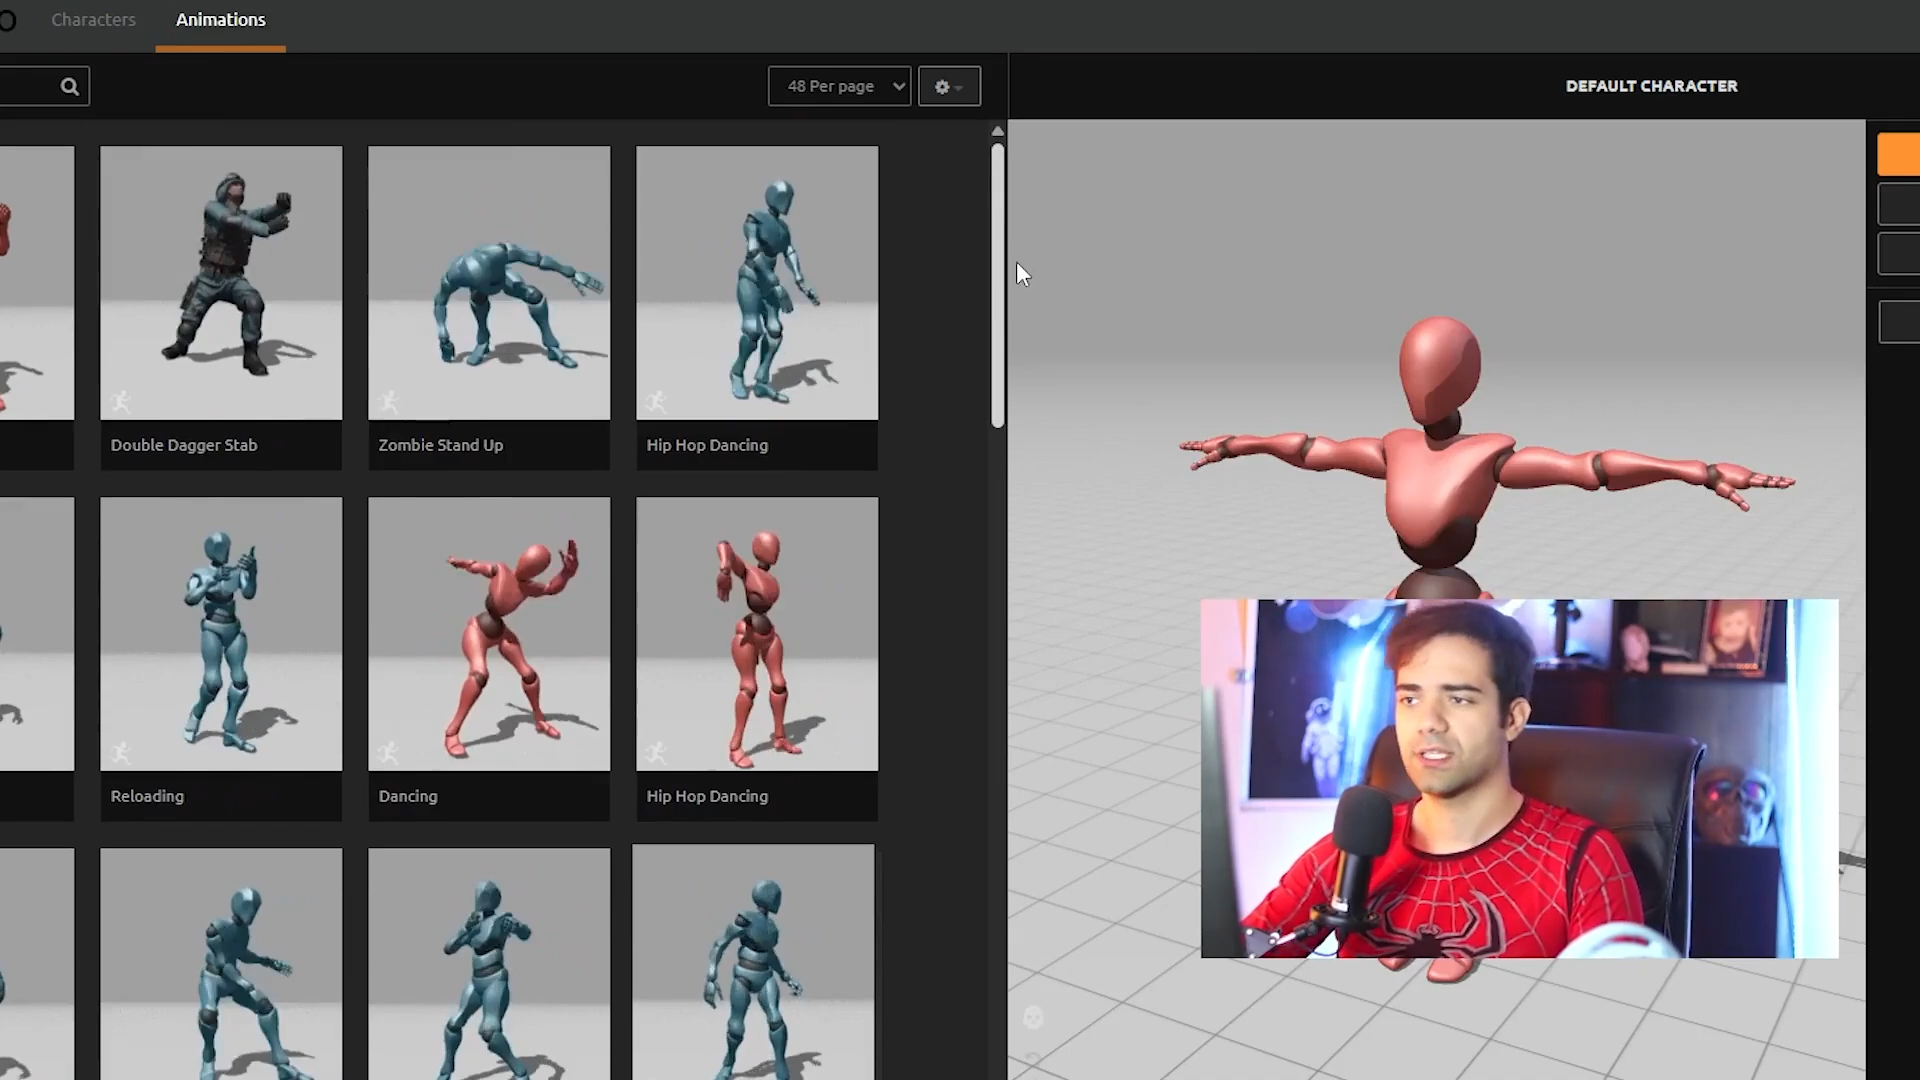 O Characters Animations
48 Per page
DEFAULT CHARACTER
Double Dagger Stab
Zombie Stand Up
Hip Hop Dancing
Reloading
Dancing
Hip Hop Dancing